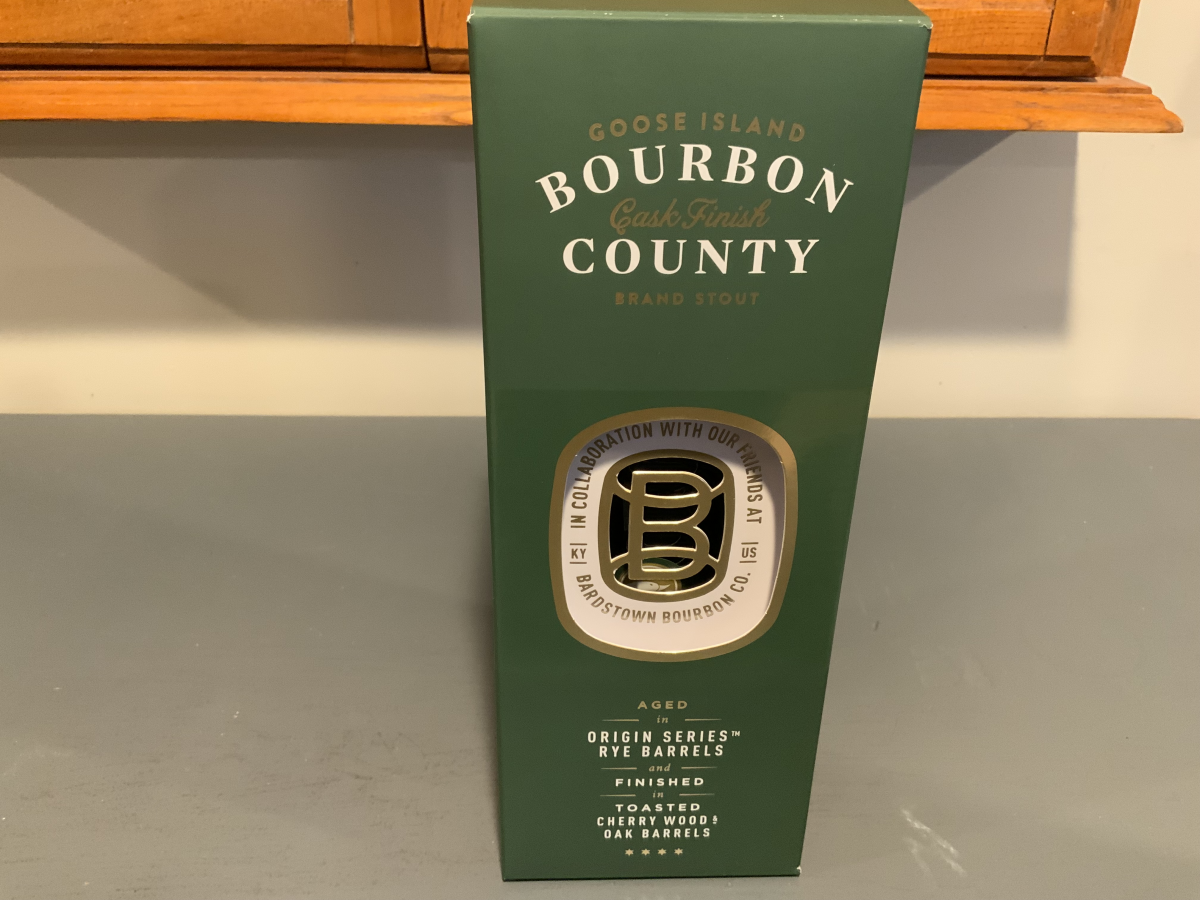 GOOSE ISLAND
BOURBON
Cask Finish
COUNTY
BRAND STOUT
IN COLLABORATION WITH OUR FRIENDS AT
KY
US
B
BARDSTOWN BOURBON CO.
AGED
in
ORIGIN SERIES™
RYE BARRELS
and
FINISHED
in
TOASTED
CHERRY WOOD &
OAK BARRELS